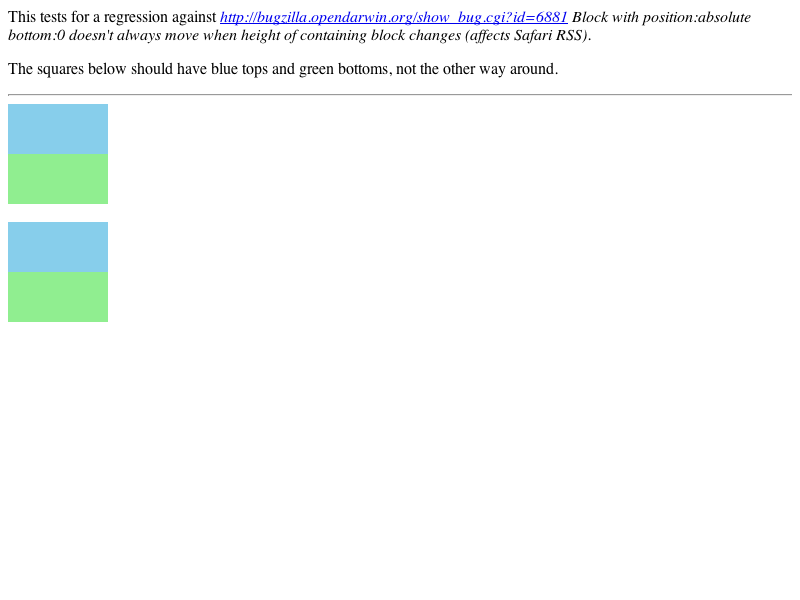 This tests for a regression against http://bugzilla.opendarwin.org/show_bug.cgi?id=6881 Block with position:absolute
bottom:0 doesn't always move when height of containing block changes (affects Safari RSS).
The squares below should have blue tops and green bottoms, not the other way around.